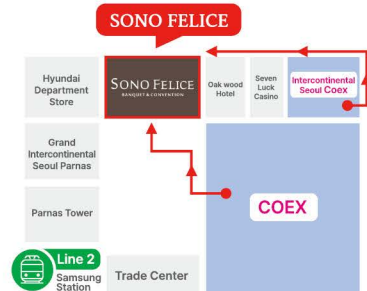 SONO FELICE
Hyundai
Department
Store
SONO FELICE
BANQUET & CONVENTION
Oak wood
Hotel
Seven
Luck
Casino
Intercontinental
Seoul Coex
Grand
Intercontinental
Seoul Parnas
COEX
Parnas Tower
Line 2
Samsung
Station
Trade Center